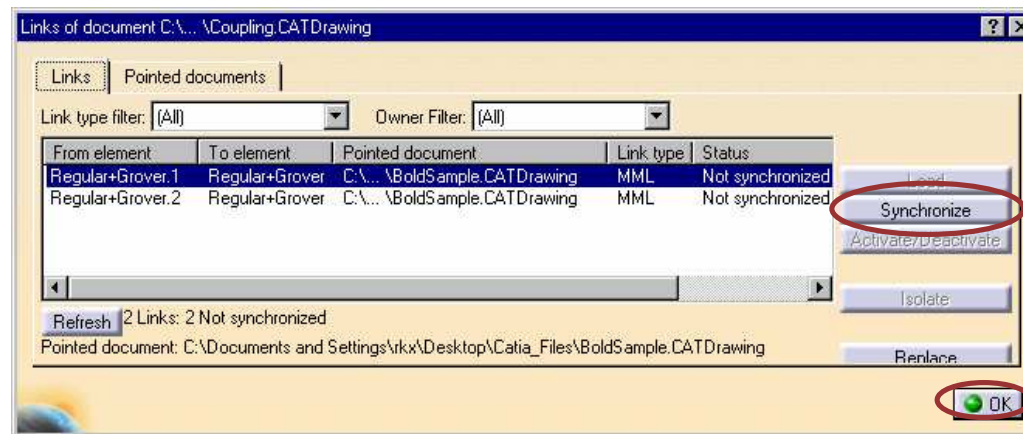 Links of document C:\... \Coupling.CATDrawing
Links Pointed documents
Link type filter: (All) Owner Filter: (All)
From element To element Pointed document Link type Status
Regular+Grover.1 Regular+Grover C:\... \BoldSample.CATDrawing MML Not synchronized
Regular+Grover.2 Regular+Grover C:\... \BoldSample.CATDrawing MML Not synchronized
Load
Synchronize
Activate/Deactivate
Isolate
Refresh 2 Links: 2 Not synchronized
Pointed document: C:\Documents and Settings\rkx\Desktop\Catia_Files\BoldSample.CATDrawing
Replace
OK